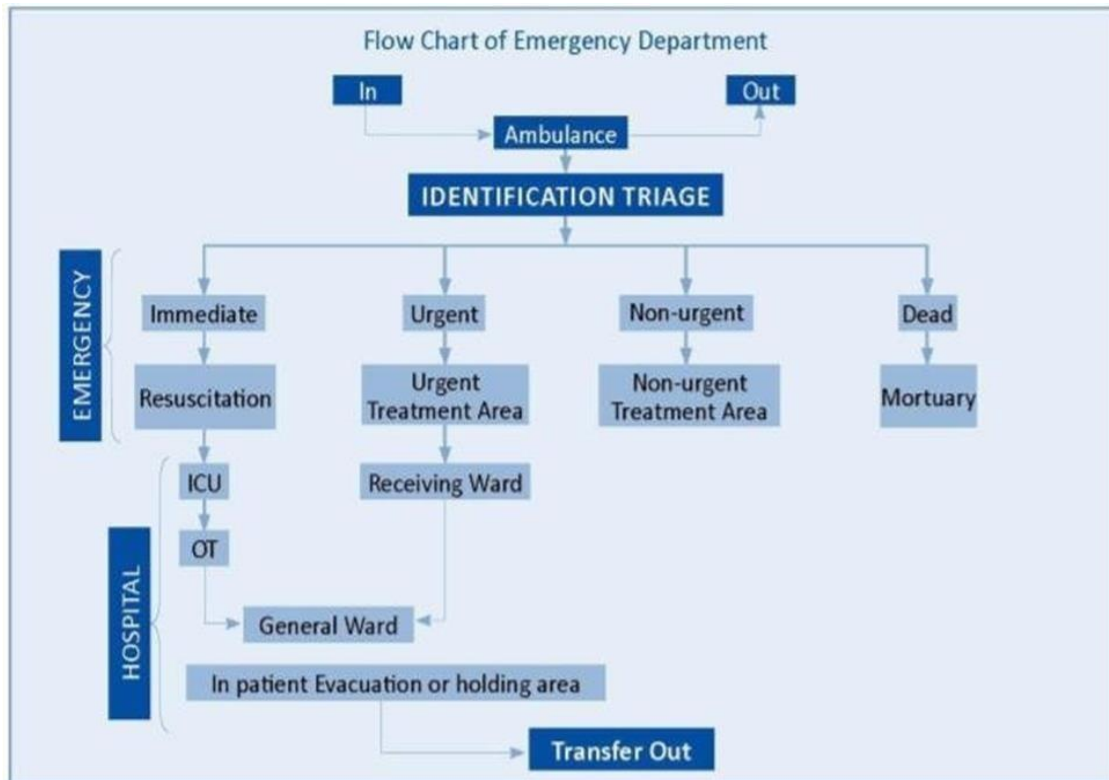 Flow Chart of Emergency Department
In
Out
Ambulance
IDENTIFICATION TRIAGE
EMERGENCY
Immediate
Urgent
Non-urgent
Dead
Resuscitation
Urgent
Treatment Area
Non-urgent
Treatment Area
Mortuary
HOSPITAL
ICU
Receiving Ward
OT
General Ward
In patient Evacuation or holding area
Transfer Out